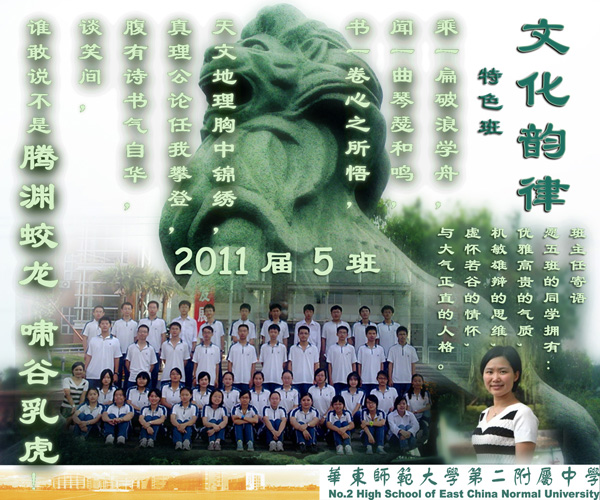 文化韵律
特色班
乘一扁破浪学舟，
闻一曲琴瑟和鸣，
书一卷心之所悟，
天文地理胸中锦绣，
真理公论任我攀登，
腹有诗书气自华，
谈笑间，
谁敢说不是腾渊蛟龙 啸谷乳虎
2011届 5班
班主任寄语
愿五班的同学拥有：
优雅高贵的气质，
机敏雄辩的思维，
虚怀若谷的情怀，
与大气正直的人格。
華東師範大學第二附屬中學
No.2 High School of East China Normal University